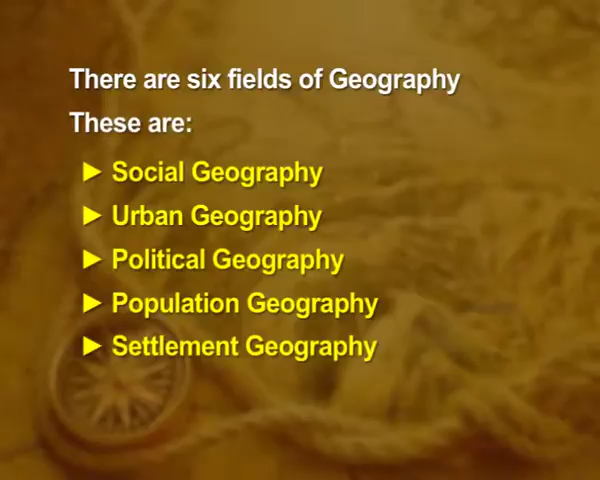 There are six fields of Geography
These are:
► Social Geography
► Urban Geography
► Political Geography
► Population Geography
► Settlement Geography